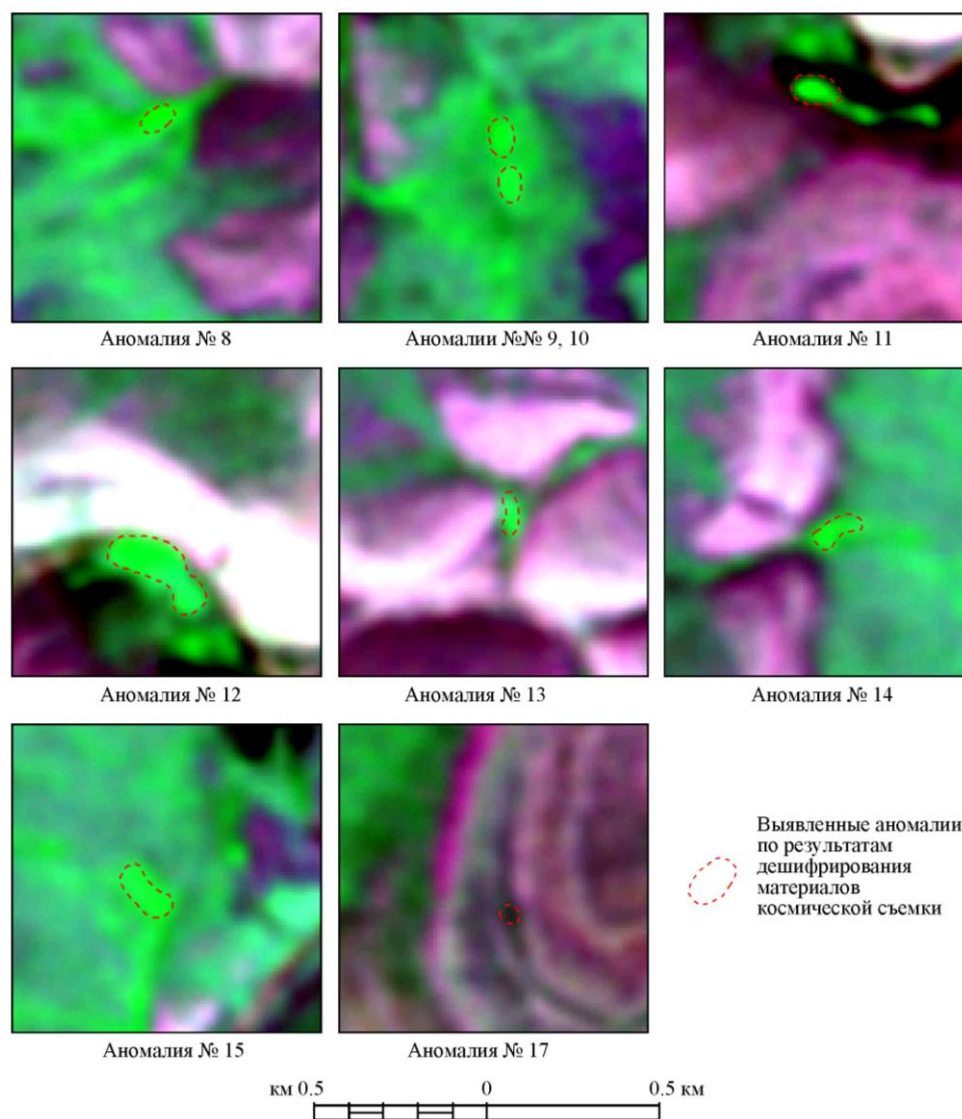 Аномалия № 8
Аномалии №№ 9, 10
Аномалия № 11
Аномалия № 12
Аномалия № 13
Аномалия № 14
Аномалия № 15
Аномалия № 17
Выявленные аномалии
по результатам
дешифрирования
материалов
космической съемки
км 0.5 0 0.5 км